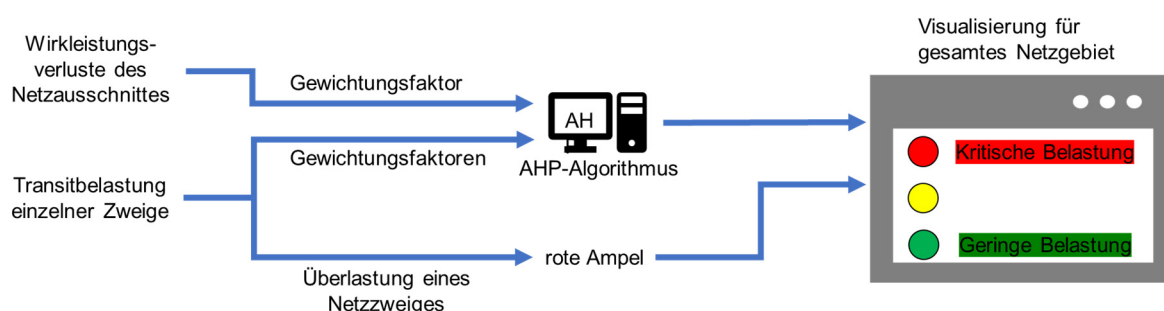 Wirkleistungs-
verluste des
Netzausschnittes
Gewichtungsfaktor
Transitbelastung
einzelner Zweige
Gewichtungsfaktoren
Überlastung eines
Netzzweiges
AH
AHP-Algorithmus
rote Ampel
Visualisierung für
gesamtes Netzgebiet
Kritische Belastung
Geringe Belastung